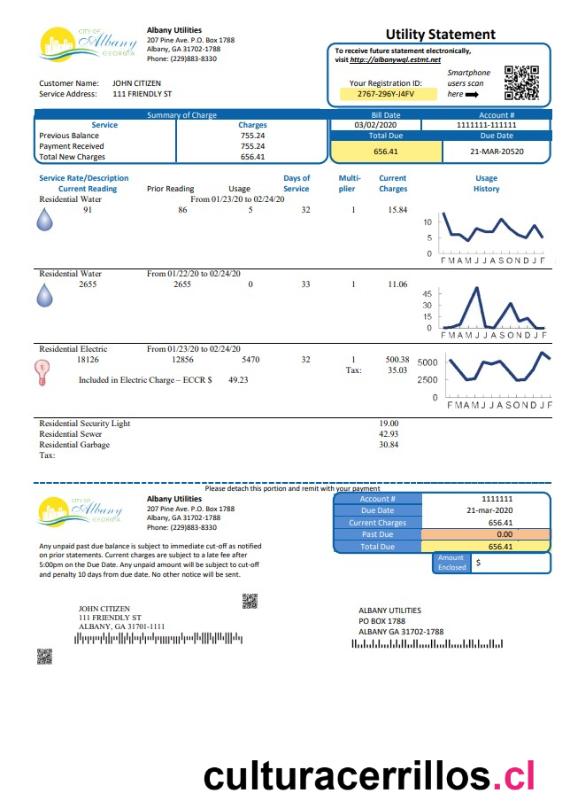 CITY OF
Albany
GEORGIA
Albany Utilities
207 Pine Ave. P.O. Box 1788
Albany, GA 31702-1788
Phone: (229)883-8330
Utility Statement
To receive future statement electronically,
visit http://albanywql.estmt.net
Your Registration ID:
2767-296Y-J4FV
Smartphone
users scan
here
Customer Name: JOHN CITIZEN
Service Address: 111 FRIENDLY ST
Summary of Charge
Service Charges
Previous Balance 755.24
Payment Received 755.24
Total New Charges 656.41
Bill Date Account #
03/02/2020 1111111-111111
Total Due Due Date
656.41 21-MAR-20520
Service Rate/Description Days of Multi- Current Usage
Current Reading Prior Reading Usage Service plier Charges History
Residential Water From 01/23/20 to 02/24/20
91 86 5 32 1 15.84
10
5
0
F M A M J J A S O N D J F
Residential Water From 01/22/20 to 02/24/20
2655 2655 0 33 1 11.06
45
30
15
0
F M A M J J A S O N D J F
Residential Electric From 01/23/20 to 02/24/20
18126 12856 5470 32 1 500.38
Tax: 35.03
Included in Electric Charge – ECCR $ 49.23
5000
2500
0
F M A M J J A S O N D J F
Residential Security Light 19.00
Residential Sewer 42.93
Residential Garbage 30.84
Tax:
Please detach this portion and remit with your payment
CITY OF
Albany
GEORGIA
Albany Utilities
207 Pine Ave. P.O. Box 1788
Albany, GA 31702-1788
Phone: (229)883-8330
Account # 1111111
Due Date 21-mar-2020
Current Charges 656.41
Past Due 0.00
Total Due 656.41
Amount
Enclosed $
Any unpaid past due balance is subject to immediate cut-off as notified
on prior statements. Current charges are subject to a late fee after
5:00pm on the Due Date. Any unpaid amount will be subject to cut-off
and penalty 10 days from due date. No other notice will be sent.
JOHN CITIZEN
111 FRIENDLY ST
ALBANY, GA 31701-1111
ALBANY UTILITIES
PO BOX 1788
ALBANY GA 31702-1788
culturacerrillos.cl